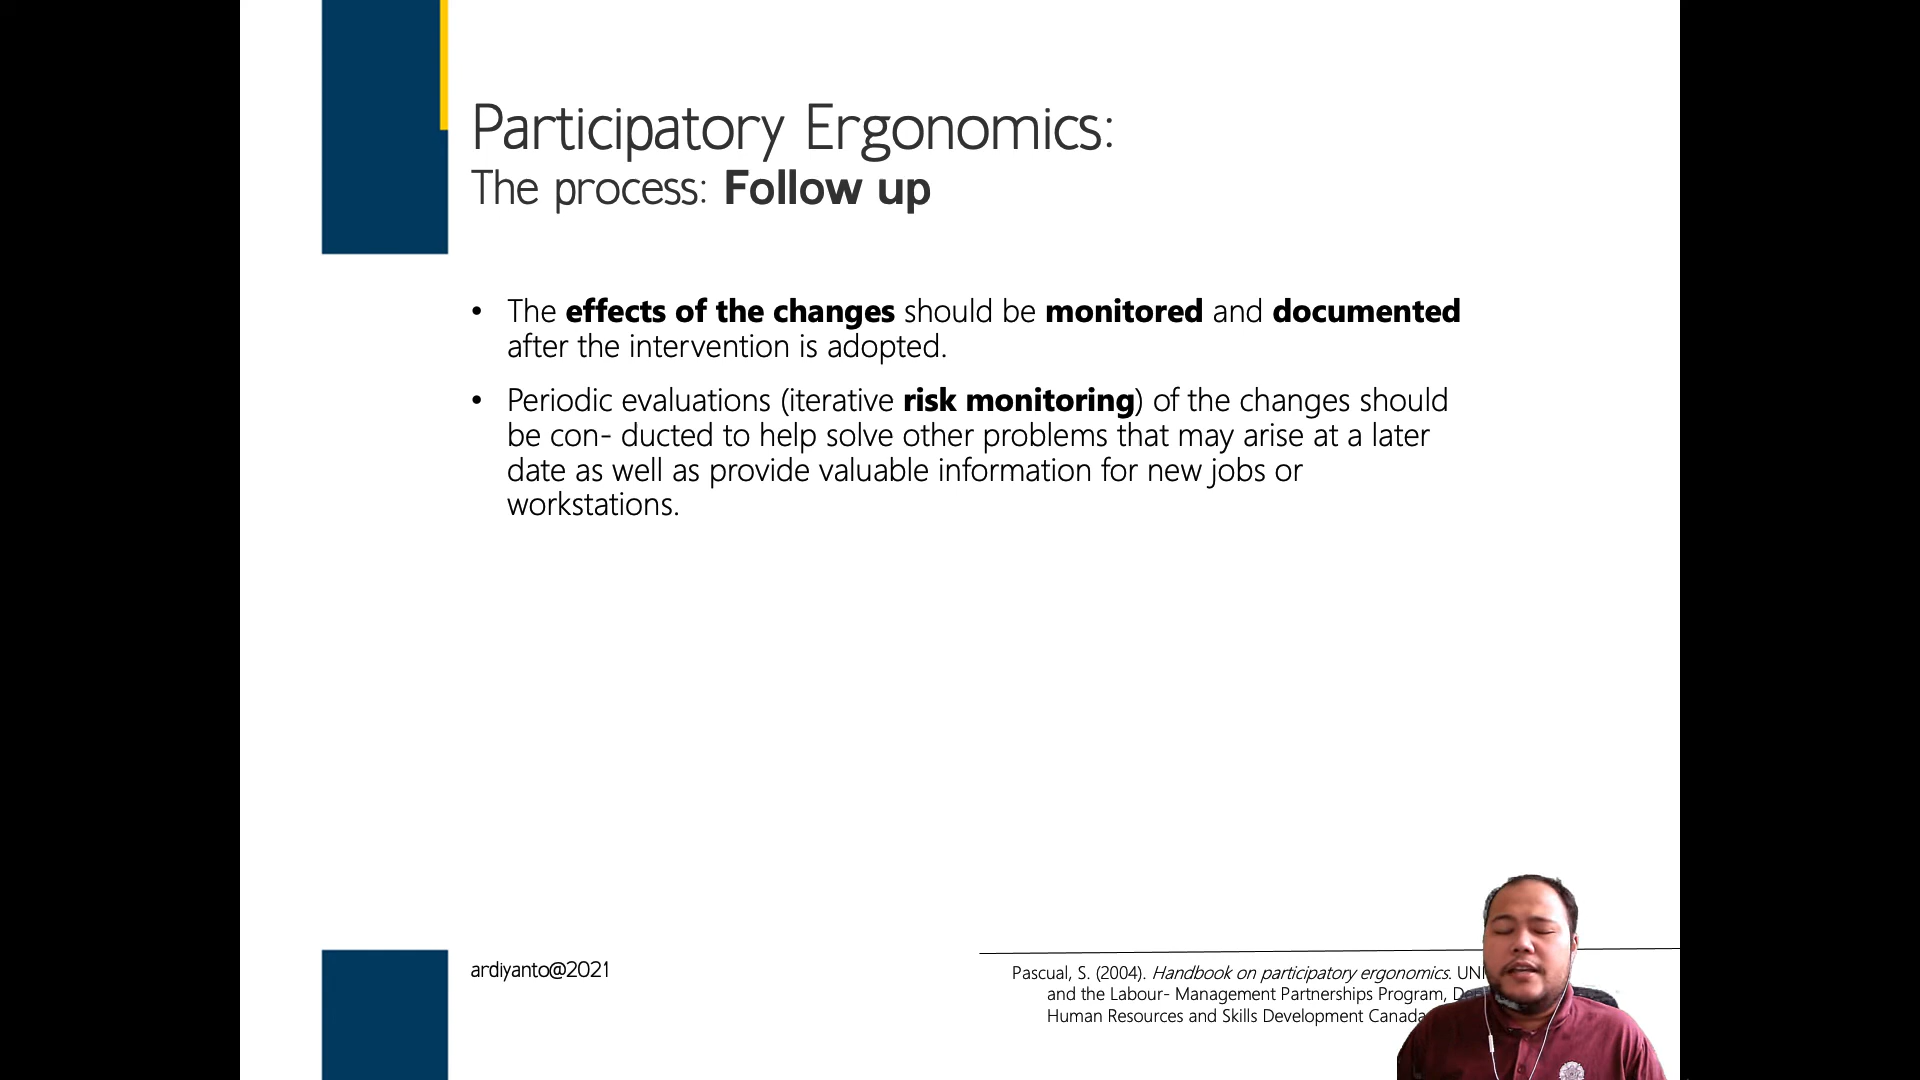 Participatory Ergonomics:
The process: Follow up
• The effects of the changes should be monitored and documented
after the intervention is adopted.
• Periodic evaluations (iterative risk monitoring) of the changes should
be con- ducted to help solve other problems that may arise at a later
date as well as provide valuable information for new jobs or
workstations.
ardiyanto@2021
Pascual, S. (2004). Handbook on participatory ergonomics.
and the Labour- Management Partnerships Program,
Human Resources and Skills Development Canada